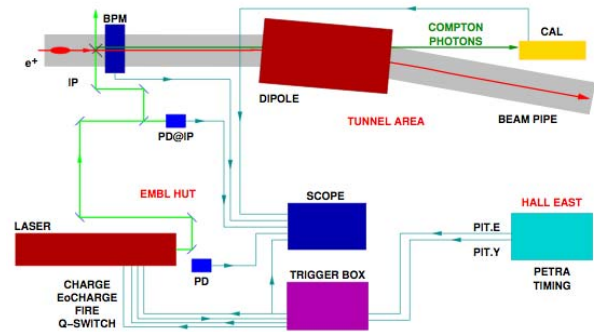 BPM
COMPTON
PHOTONS
CAL
e+
IP
DIPOLE
TUNNEL AREA
BEAM PIPE
PD@IP
EMBL HUT
SCOPE
HALL EAST
LASER
PIT.E
PIT.Y
PD
TRIGGER BOX
PETRA
TIMING
CHARGE
EoCHARGE
FIRE
Q-SWITCH